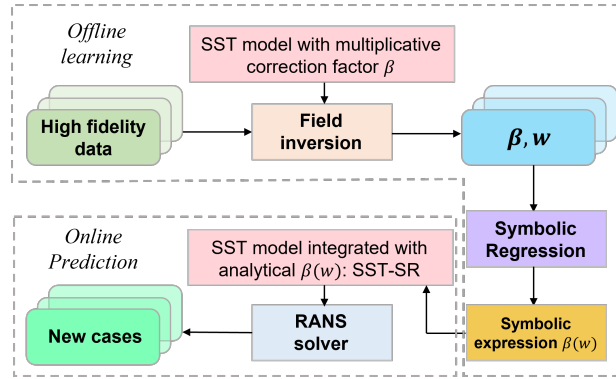 Offline
learning
SST model with multiplicative
correction factor β
High fidelity
data
Field
inversion
β, w
Symbolic
Regression
Online
Prediction
SST model integrated with
analytical β(w): SST-SR
New cases
RANS
solver
Symbolic
expression β(w)